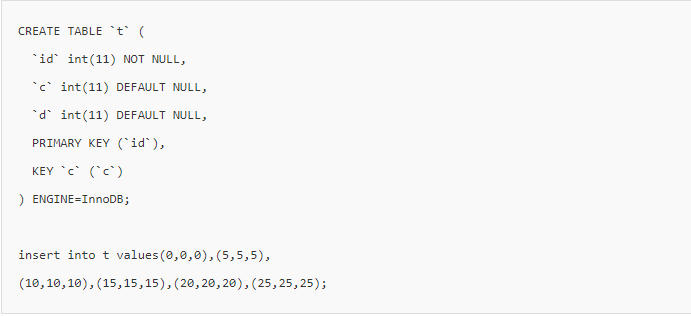 CREATE TABLE `t` (
`id` int(11) NOT NULL,
`c` int(11) DEFAULT NULL,
`d` int(11) DEFAULT NULL,
PRIMARY KEY (`id`),
KEY `c` (`c`)
) ENGINE=InnoDB;
insert into t values(0,0,0),(5,5,5),
(10,10,10),(15,15,15),(20,20,20),(25,25,25);